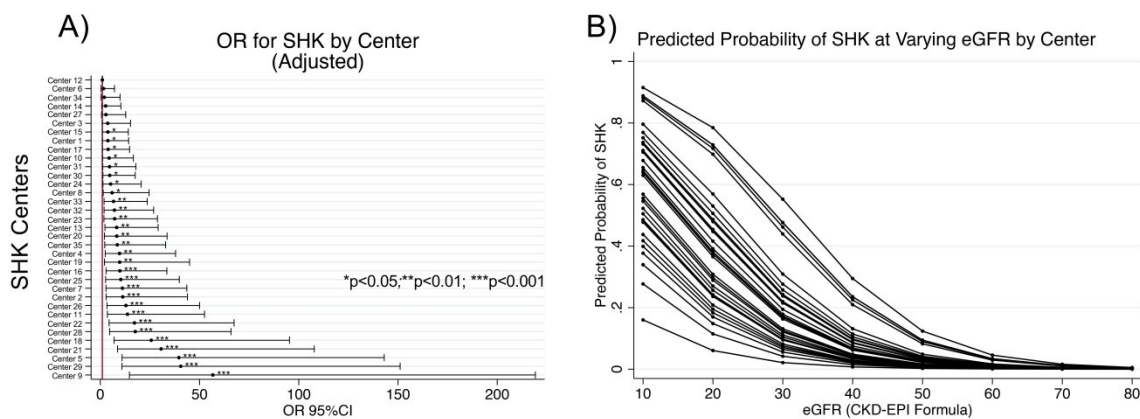 A)
OR for SHK by Center
(Adjusted)
SHK Centers
Center 12
Center 6
Center 34
Center 14
Center 27
Center 3
Center 15 *
Center 1 *
Center 17 *
Center 10 *
Center 31 *
Center 30 *
Center 24 *
Center 8 *
Center 33 **
Center 32 **
Center 23 **
Center 13 **
Center 20 **
Center 35 **
Center 4 **
Center 19 **
Center 16 ***
Center 25 ***
Center 7 ***
Center 2 ***
Center 26 ***
Center 11 ***
Center 22 ***
Center 28 ***
Center 18 ***
Center 21 ***
Center 5 ***
Center 29 ***
Center 9 ***
*p<0.05;**p<0.01; ***p<0.001
0 50 100 150 200
OR 95%CI
B)
Predicted Probability of SHK at Varying eGFR by Center
Predicted Probability of SHK
1
.8
.6
.4
.2
0
10 20 30 40 50 60 70 80
eGFR (CKD-EPI Formula)